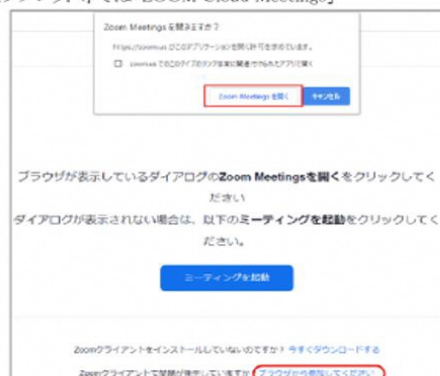 「ZOOM Cloud Meetings」
Zoom Meetings を開きますか？
https://zoom.us がこのアプリケーションを開く許可を求めています。
zoom.us でのこのタイプのリンクは常に関連付けられたアプリで開く
Zoom Meetings を開く キャンセル
ブラウザが表示しているダイアログのZoom Meetingsを開くをクリックしてく
ださい
ダイアログが表示されない場合は、以下のミーティングを起動をクリックしてく
ださい。
ミーティングを起動
Zoomクライアントをインストールしていないのですか？ 今すぐダウンロードする
Zoomクライアントで問題が発生していますか？ ブラウザから参加してください